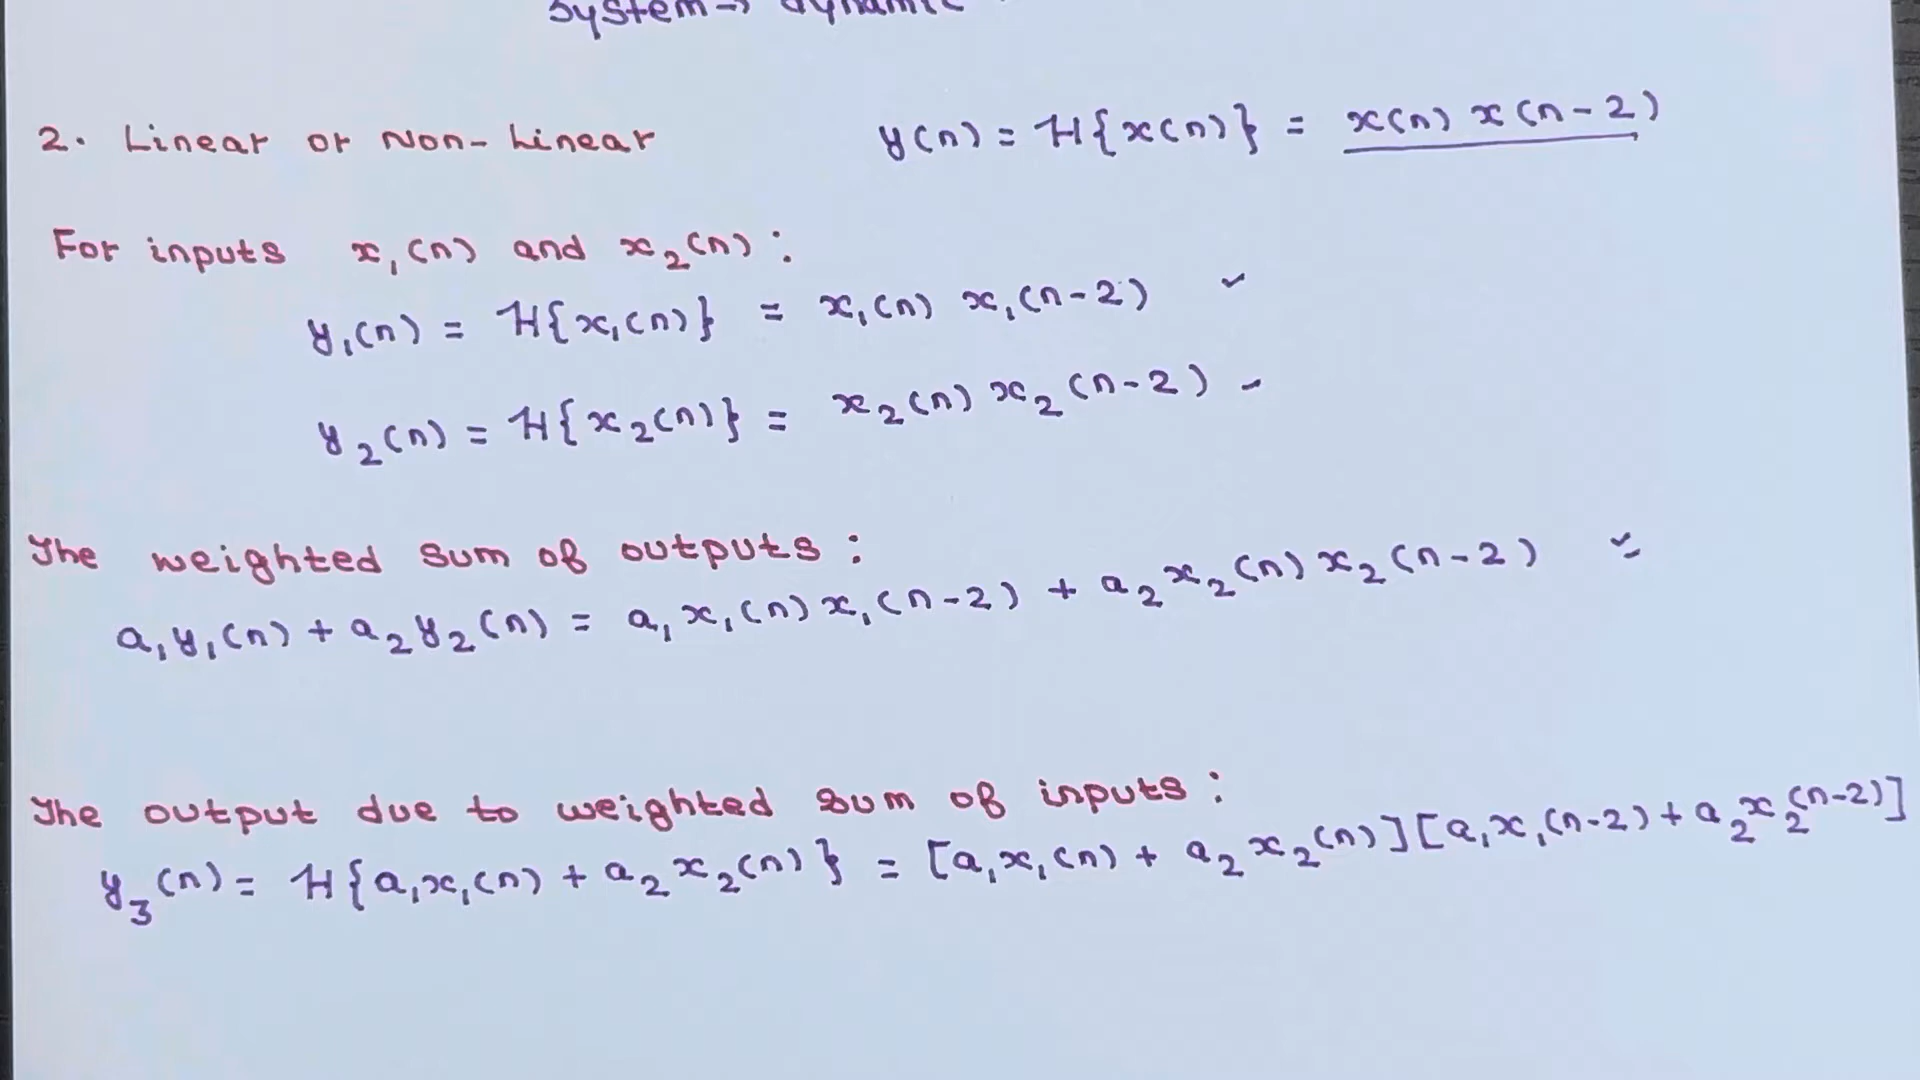 System → dynamic
2. Linear or Non-Linear y(n) = H{x(n)} = x(n) x(n-2)
For inputs x₁(n) and x₂(n) :
y₁(n) = H{x₁(n)} = x₁(n) x₁(n-2)
y₂(n) = H{x₂(n)} = x₂(n) x₂(n-2)
The weighted sum of outputs :
a₁y₁(n) + a₂y₂(n) = a₁x₁(n)x₁(n-2) + a₂x₂(n)x₂(n-2)
The output due to weighted sum of inputs :
y₃(n) = H{a₁x₁(n) + a₂x₂(n)} = [a₁x₁(n) + a₂x₂(n)][a₁x₁(n-2) + a₂x₂(n-2)]